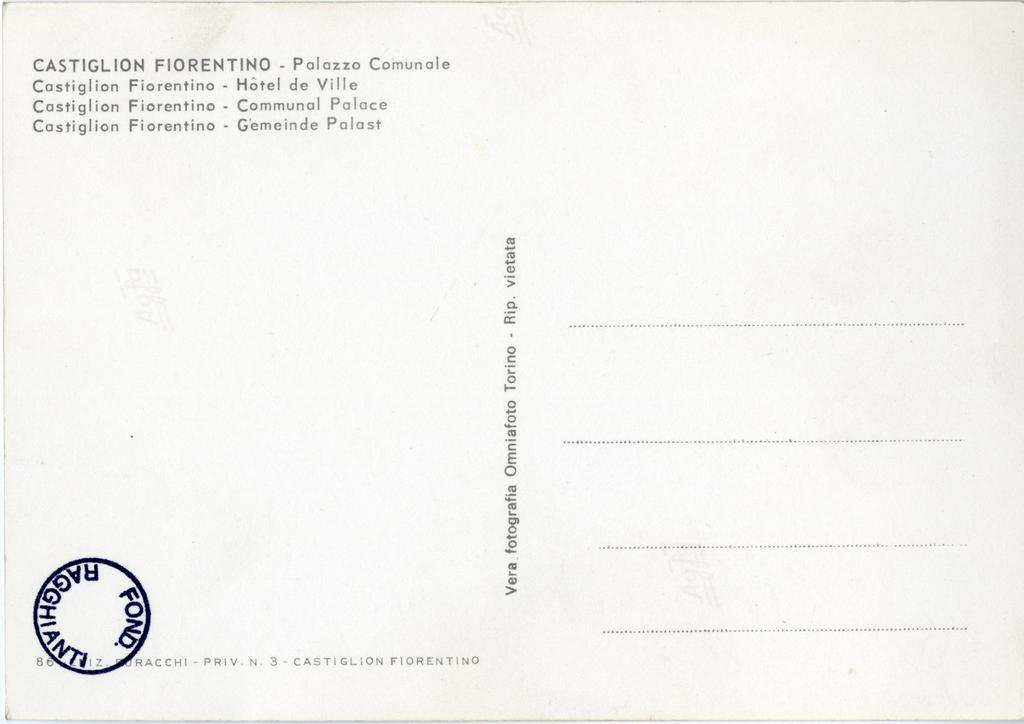 CASTIGLION FIORENTINO - Palazzo Comunale
Castiglion Fiorentino - Hôtel de Ville
Castiglion Fiorentino - Communal Palace
Castiglion Fiorentino - Gemeinde Palast
Vera fotografia Omniafoto Torino - Rip. vietata
FOND. RAGGHIANTI
PRIV. N. 3 - CASTIGLION FIORENTINO